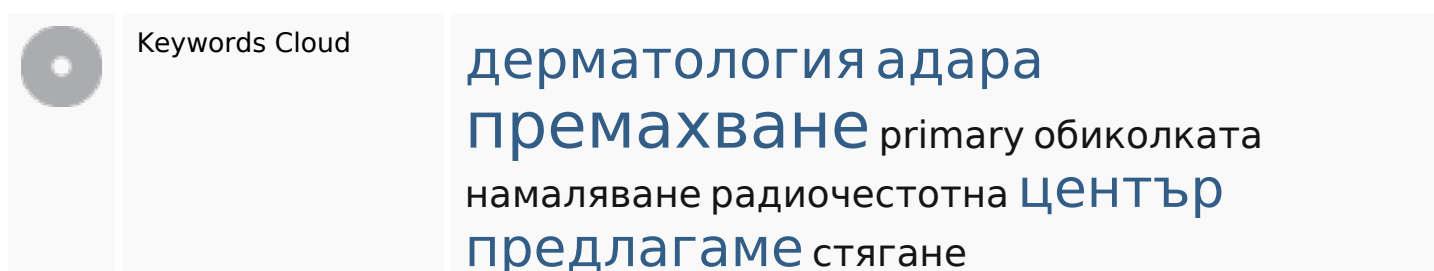 Keywords Cloud
дерматология адара
премахване primary обиколката
намаляване радиочестотна център
предлагаме стягане